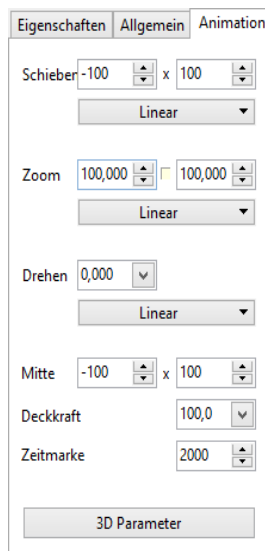 Eigenschaften Allgemein Animation
Schieben -100 x 100
Linear
Zoom 100,000 100,000
Linear
Drehen 0,000
Linear
Mitte -100 x 100
Deckkraft 100,0
Zeitmarke 2000
3D Parameter